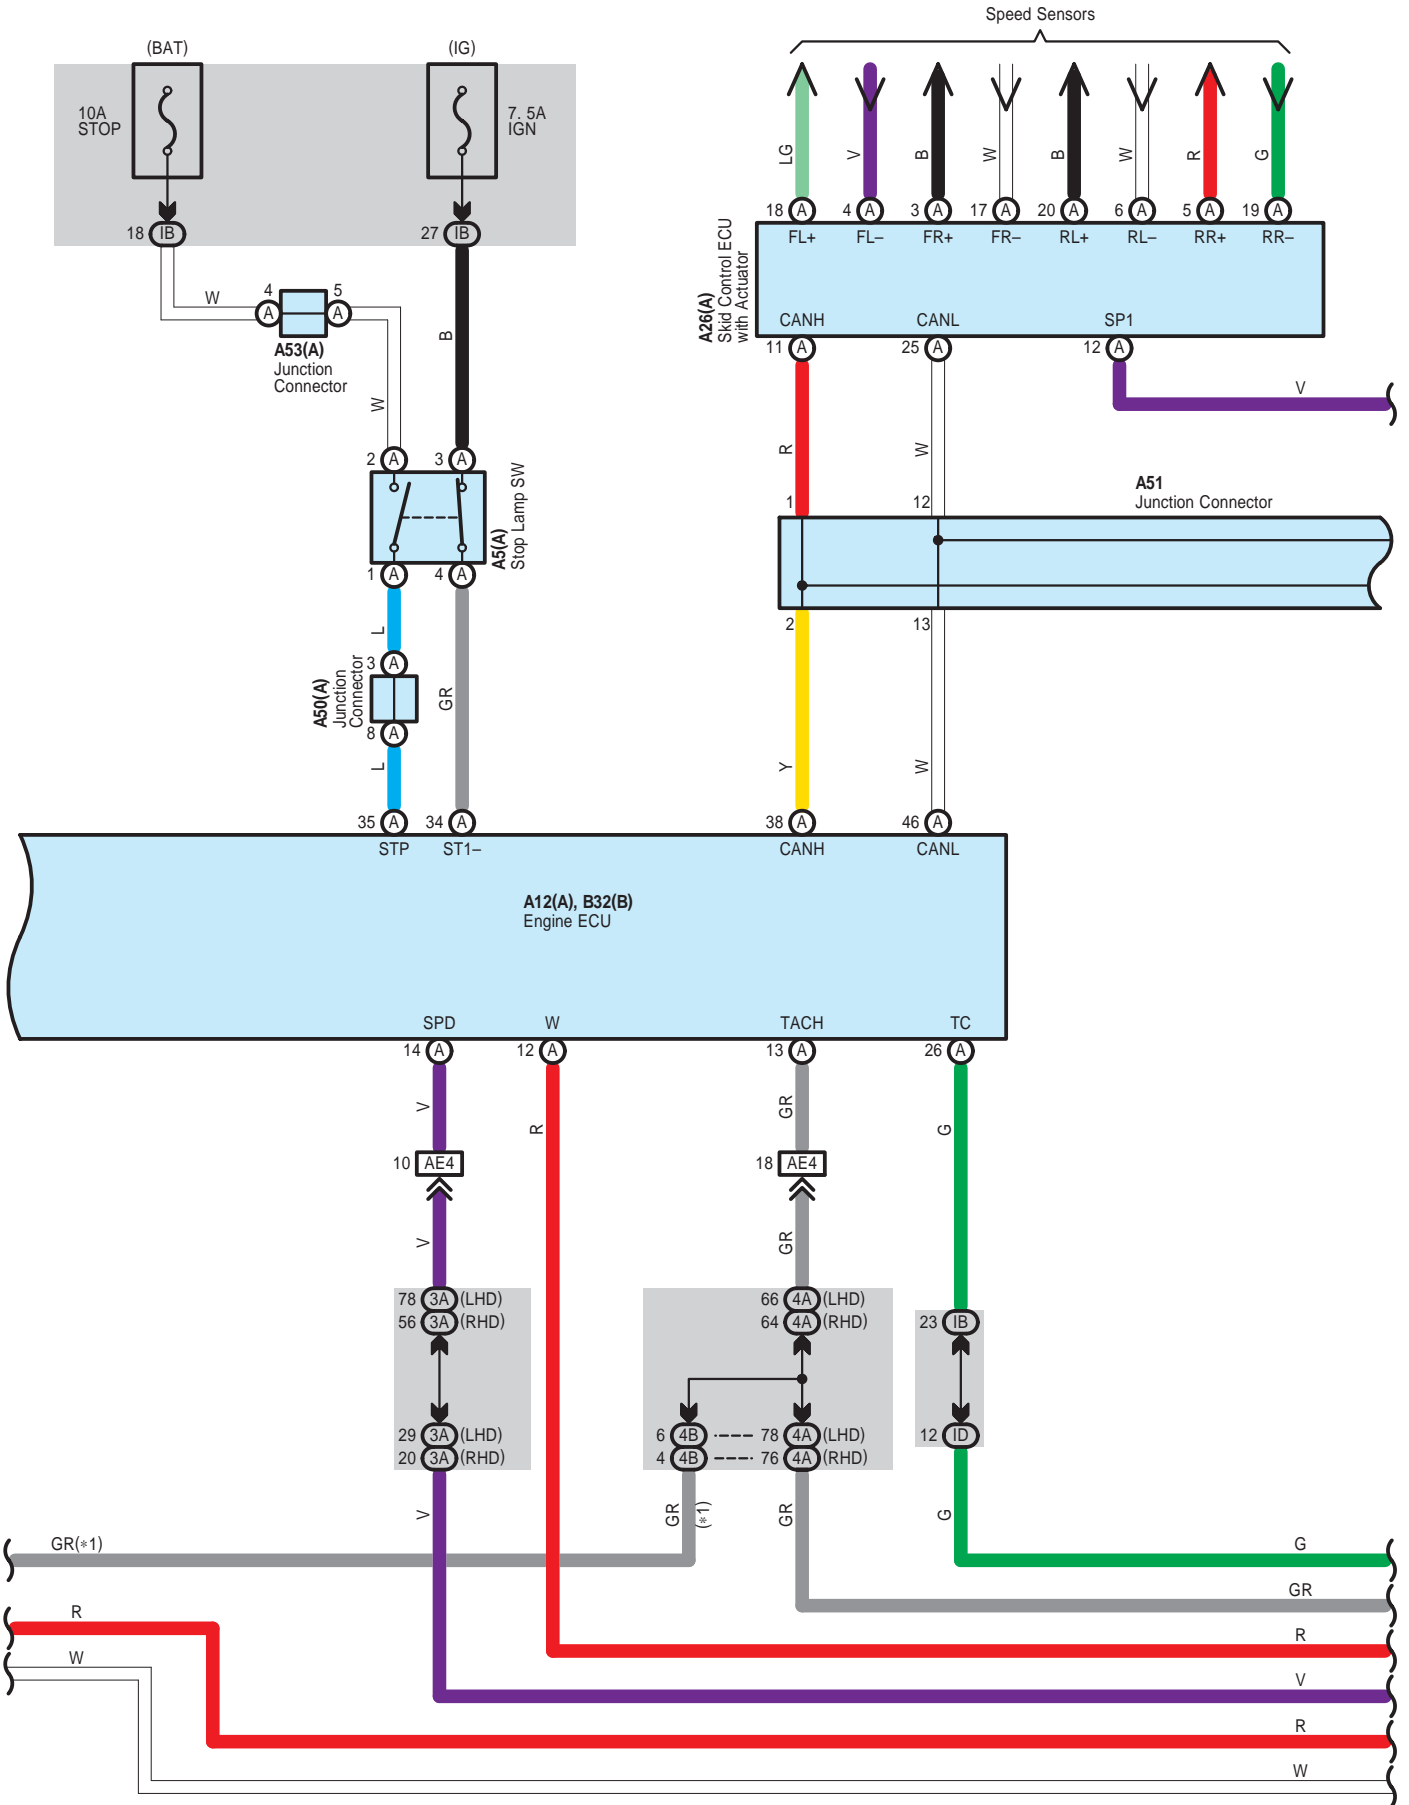 Speed Sensors
(BAT) (IG)
10A
STOP
7. 5A
IGN
LG V B W B W R G
18 IB 27 IB
18 A 4 A 3 A 17 A 20 A 6 A 5 A 19 A
FL+ FL– FR+ FR– RL+ RL– RR+ RR–
A26(A)
Skid Control ECU
with Actuator
CANH CANL SP1
11 A 25 A 12 A
W 4 A 5 A
A53(A)
Junction
Connector
B
W
V
R W
2 A 3 A
A5(A)
Stop Lamp SW
1 A 4 A
A51
Junction Connector
1 12
2 13
L
3 A
A50(A)
Junction
Connector
8 A
GR
L
Y W
35 A 34 A 38 A 46 A
STP ST1– CANH CANL
A12(A), B32(B)
Engine ECU
SPD W TACH TC
14 A 12 A 13 A 26 A
V R GR G
10 AE4 18 AE4
V GR
78 3A (LHD) 66 4A (LHD)
56 3A (RHD) 64 4A (RHD) 23 IB
29 3A (LHD) 6 4B 78 4A (LHD) 12 ID
20 3A (RHD) 4 4B 76 4A (RHD)
V GR (∗1) GR G
GR(∗1) G
GR
R R
W V
R
W